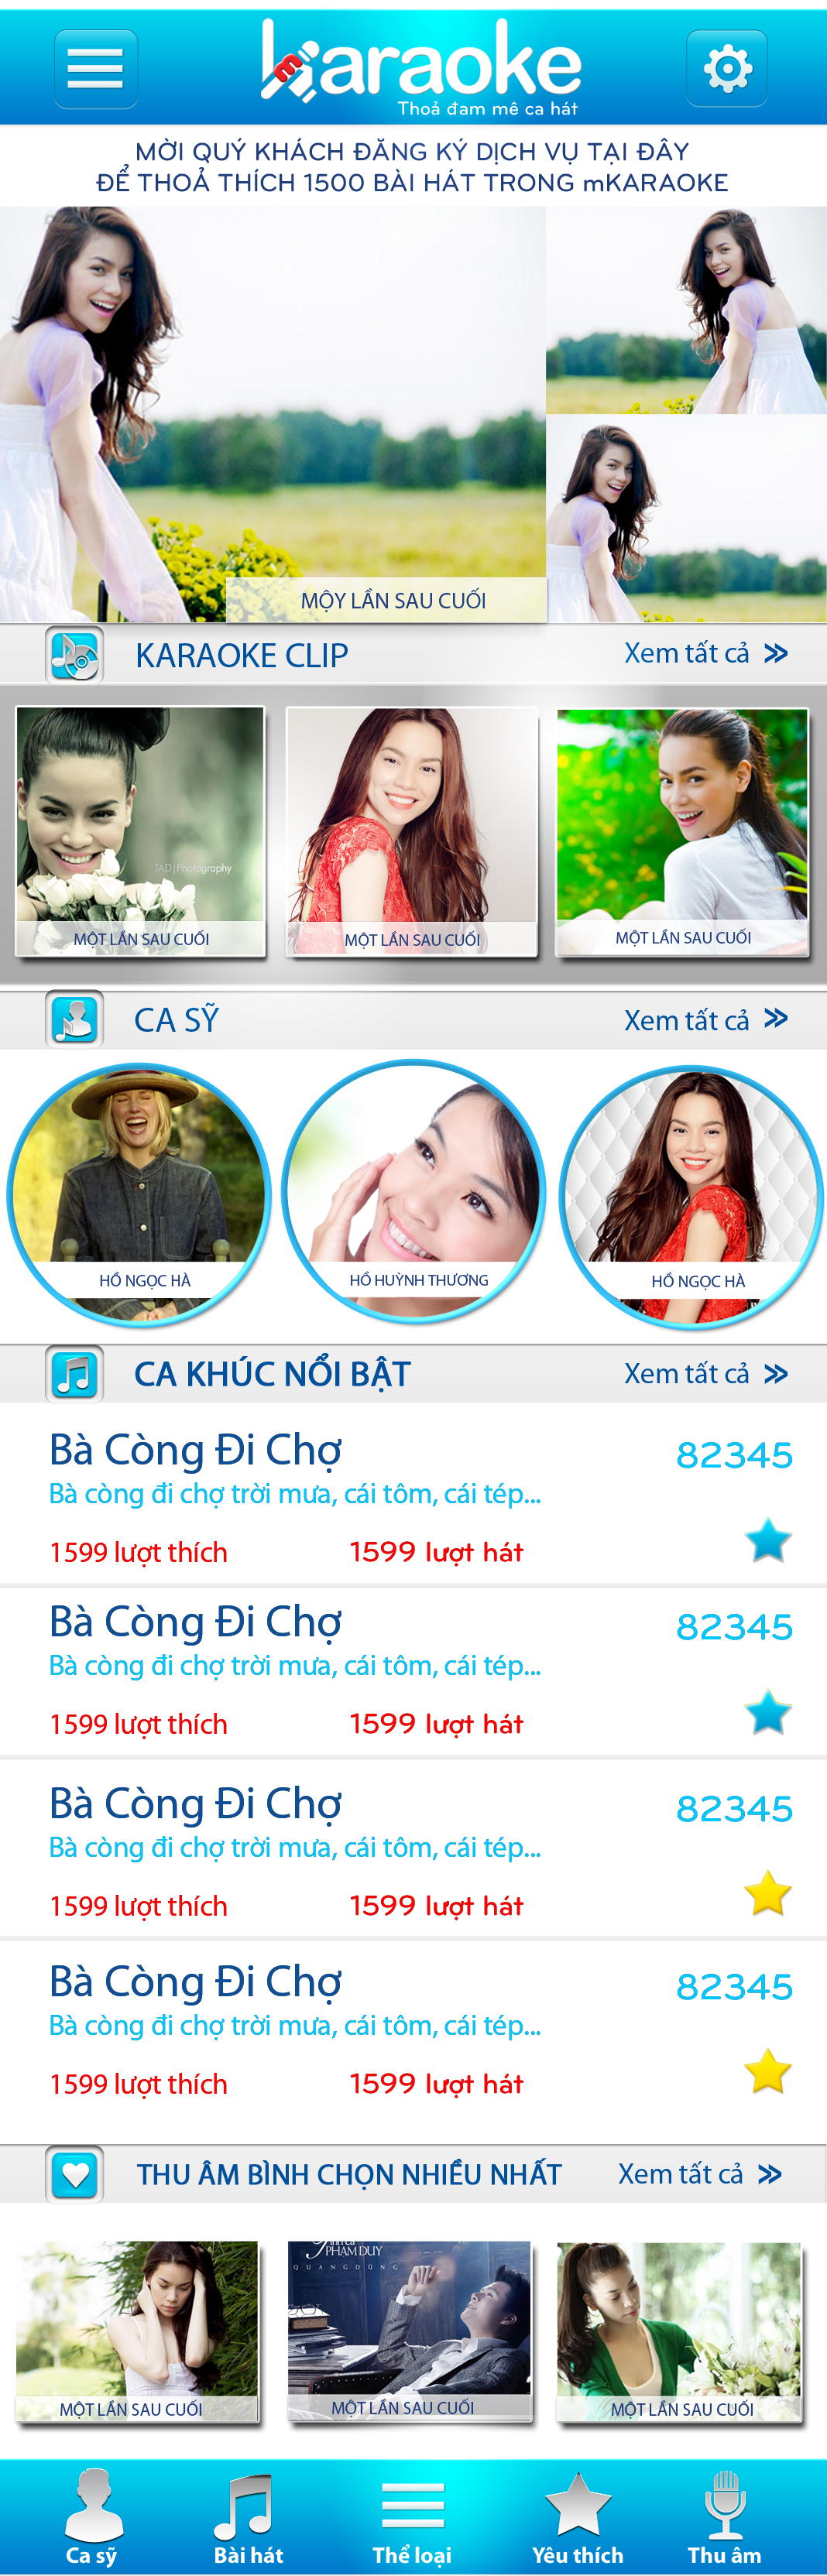 karaoke
Thoả đam mê ca hát
MỜI QUÝ KHÁCH ĐĂNG KÝ DỊCH VỤ TẠI ĐÂY
ĐỂ THOẢ THÍCH 1500 BÀI HÁT TRONG mKARAOKE
MỘY LẦN SAU CUỐI
KARAOKE CLIP
Xem tất cả »
TAD|Photography
MỘT LẦN SAU CUỐI
MỘT LẦN SAU CUỐI
MỘT LẦN SAU CUỐI
CA SỸ
Xem tất cả »
HỒ NGỌC HÀ
HỒ HUỲNH THƯƠNG
HỒ NGỌC HÀ
CA KHÚC NỔI BẬT
Xem tất cả »
Bà Còng Đi Chợ
82345
Bà còng đi chợ trời mưa, cái tôm, cái tép...
1599 lượt thích
1599 lượt hát
Bà Còng Đi Chợ
82345
Bà còng đi chợ trời mưa, cái tôm, cái tép...
1599 lượt thích
1599 lượt hát
Bà Còng Đi Chợ
82345
Bà còng đi chợ trời mưa, cái tôm, cái tép...
1599 lượt thích
1599 lượt hát
Bà Còng Đi Chợ
82345
Bà còng đi chợ trời mưa, cái tôm, cái tép...
1599 lượt thích
1599 lượt hát
THU ÂM BÌNH CHỌN NHIỀU NHẤT
Xem tất cả »
PHẠM DUY
QUANG DŨNG
MỘT LẦN SAU CUỐI
MỘT LẦN SAU CUỐI
MỘT LẦN SAU CUỐI
Ca sỹ
Bài hát
Thể loại
Yêu thích
Thu âm